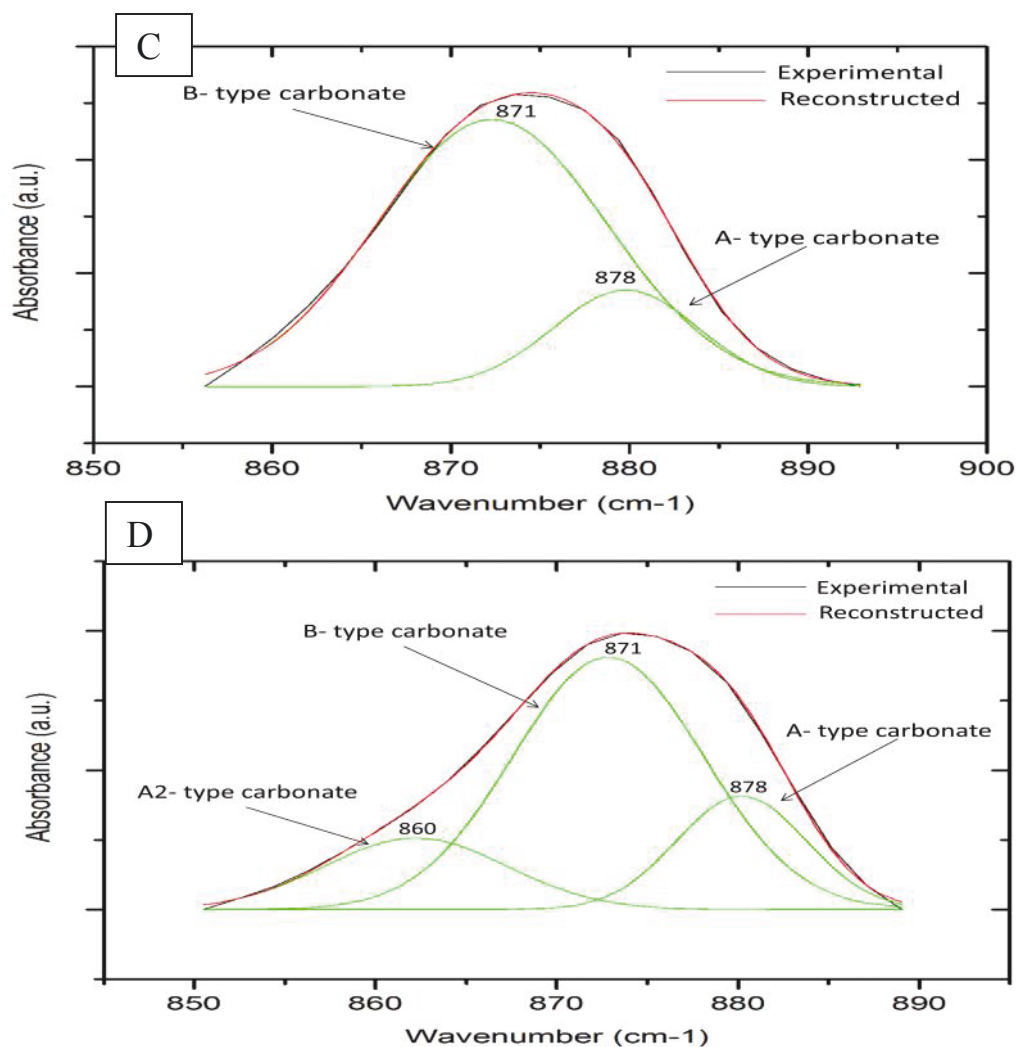 C
Experimental
Reconstructed
B- type carbonate
871
A- type carbonate
878
Absorbance (a.u.)
850 860 870 880 890 900
Wavenumber (cm-1)
D
Experimental
Reconstructed
B- type carbonate
871
A- type carbonate
878
A2- type carbonate
860
Absorbance (a.u.)
850 860 870 880 890
Wavenumber (cm-1)